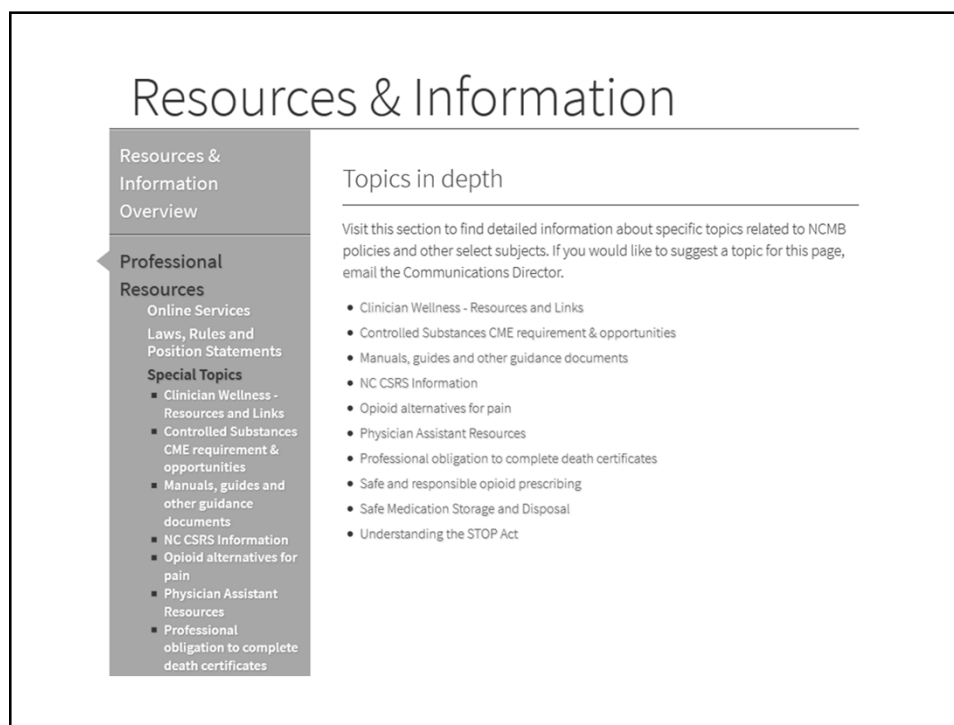 Resources & Information
Resources &
Information
Overview
Professional
Resources
Online Services
Laws, Rules and
Position Statements
Special Topics
Clinician Wellness -
Resources and Links
Controlled Substances
CME requirement &
opportunities
Manuals, guides and
other guidance
documents
NC CSRS Information
Opioid alternatives for
pain
Physician Assistant
Resources
Professional
obligation to complete
death certificates
Topics in depth
Visit this section to find detailed information about specific topics related to NCMB
policies and other select subjects. If you would like to suggest a topic for this page,
email the Communications Director.
Clinician Wellness - Resources and Links
Controlled Substances CME requirement & opportunities
Manuals, guides and other guidance documents
NC CSRS Information
Opioid alternatives for pain
Physician Assistant Resources
Professional obligation to complete death certificates
Safe and responsible opioid prescribing
Safe Medication Storage and Disposal
Understanding the STOP Act